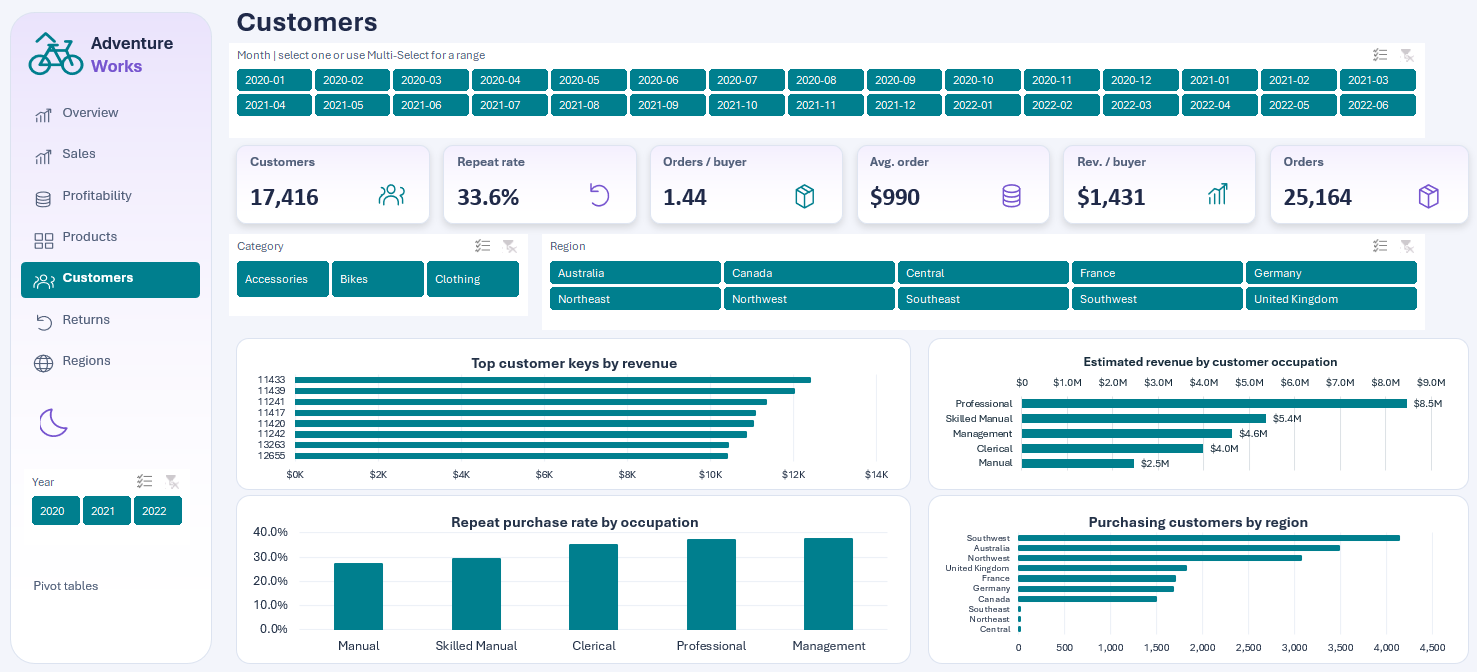 Adventure
Works
Overview
Sales
Profitability
Products
Customers
Returns
Regions
Year
2020 2021 2022
Pivot tables
Customers
Month | select one or use Multi-Select for a range
2020-01 2020-02 2020-03 2020-04 2020-05 2020-06 2020-07 2020-08 2020-09 2020-10 2020-11 2020-12 2021-01 2021-02 2021-03
2021-04 2021-05 2021-06 2021-07 2021-08 2021-09 2021-10 2021-11 2021-12 2022-01 2022-02 2022-03 2022-04 2022-05 2022-06
Customers Repeat rate Orders / buyer Avg. order Rev. / buyer Orders
17,416 33.6% 1.44 $990 $1,431 25,164
Category
Accessories Bikes Clothing
Region
Australia Canada Central France Germany
Northeast Northwest Southeast Southwest United Kingdom
Top customer keys by revenue
11433
11439
11241
11417
11420
11242
13263
12655
$0K $2K $4K $6K $8K $10K $12K $14K
Estimated revenue by customer occupation
$0 $1.0M $2.0M $3.0M $4.0M $5.0M $6.0M $7.0M $8.0M $9.0M
Professional $8.5M
Skilled Manual $5.4M
Management $4.6M
Clerical $4.0M
Manual $2.5M
Repeat purchase rate by occupation
40.0%
30.0%
20.0%
10.0%
0.0%
Manual Skilled Manual Clerical Professional Management
Purchasing customers by region
Southwest
Australia
Northwest
United Kingdom
France
Germany
Canada
Southeast
Northeast
Central
0 500 1,000 1,500 2,000 2,500 3,000 3,500 4,000 4,500